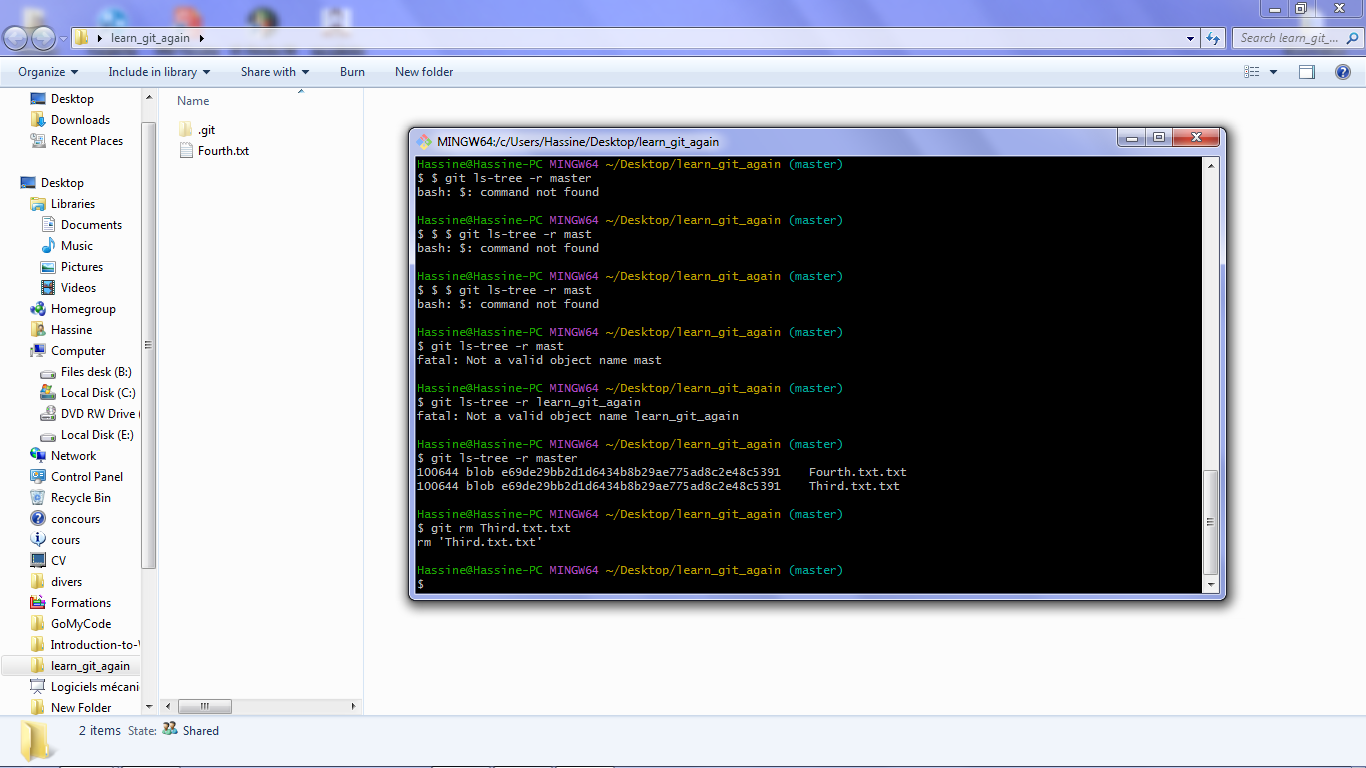 learn_git_again
Search learn_git_...
Organize
Include in library
Share with
Burn
New folder
Desktop
Downloads
Recent Places
Desktop
Libraries
Documents
Music
Pictures
Videos
Homegroup
Hassine
Computer
Files desk (B:)
Local Disk (C:)
DVD RW Drive (
Local Disk (E:)
Network
Control Panel
Recycle Bin
concours
cours
CV
divers
Formations
GoMyCode
Introduction-to-
learn_git_again
Logiciels mécani
New Folder
Name
.git
Fourth.txt
MINGW64:/c/Users/Hassine/Desktop/learn_git_again
Hassine@Hassine-PC MINGW64 ~/Desktop/learn_git_again (master)
$ $ git ls-tree -r master
bash: $: command not found
Hassine@Hassine-PC MINGW64 ~/Desktop/learn_git_again (master)
$ $ $ git ls-tree -r mast
bash: $: command not found
Hassine@Hassine-PC MINGW64 ~/Desktop/learn_git_again (master)
$ $ $ git ls-tree -r mast
bash: $: command not found
Hassine@Hassine-PC MINGW64 ~/Desktop/learn_git_again (master)
$ git ls-tree -r mast
fatal: Not a valid object name mast
Hassine@Hassine-PC MINGW64 ~/Desktop/learn_git_again (master)
$ git ls-tree -r learn_git_again
fatal: Not a valid object name learn_git_again
Hassine@Hassine-PC MINGW64 ~/Desktop/learn_git_again (master)
$ git ls-tree -r master
100644 blob e69de29bb2d1d6434b8b29ae775ad8c2e48c5391    Fourth.txt.txt
100644 blob e69de29bb2d1d6434b8b29ae775ad8c2e48c5391    Third.txt.txt
Hassine@Hassine-PC MINGW64 ~/Desktop/learn_git_again (master)
$ git rm Third.txt.txt
rm 'Third.txt.txt'
Hassine@Hassine-PC MINGW64 ~/Desktop/learn_git_again (master)
$
2 items State: Shared